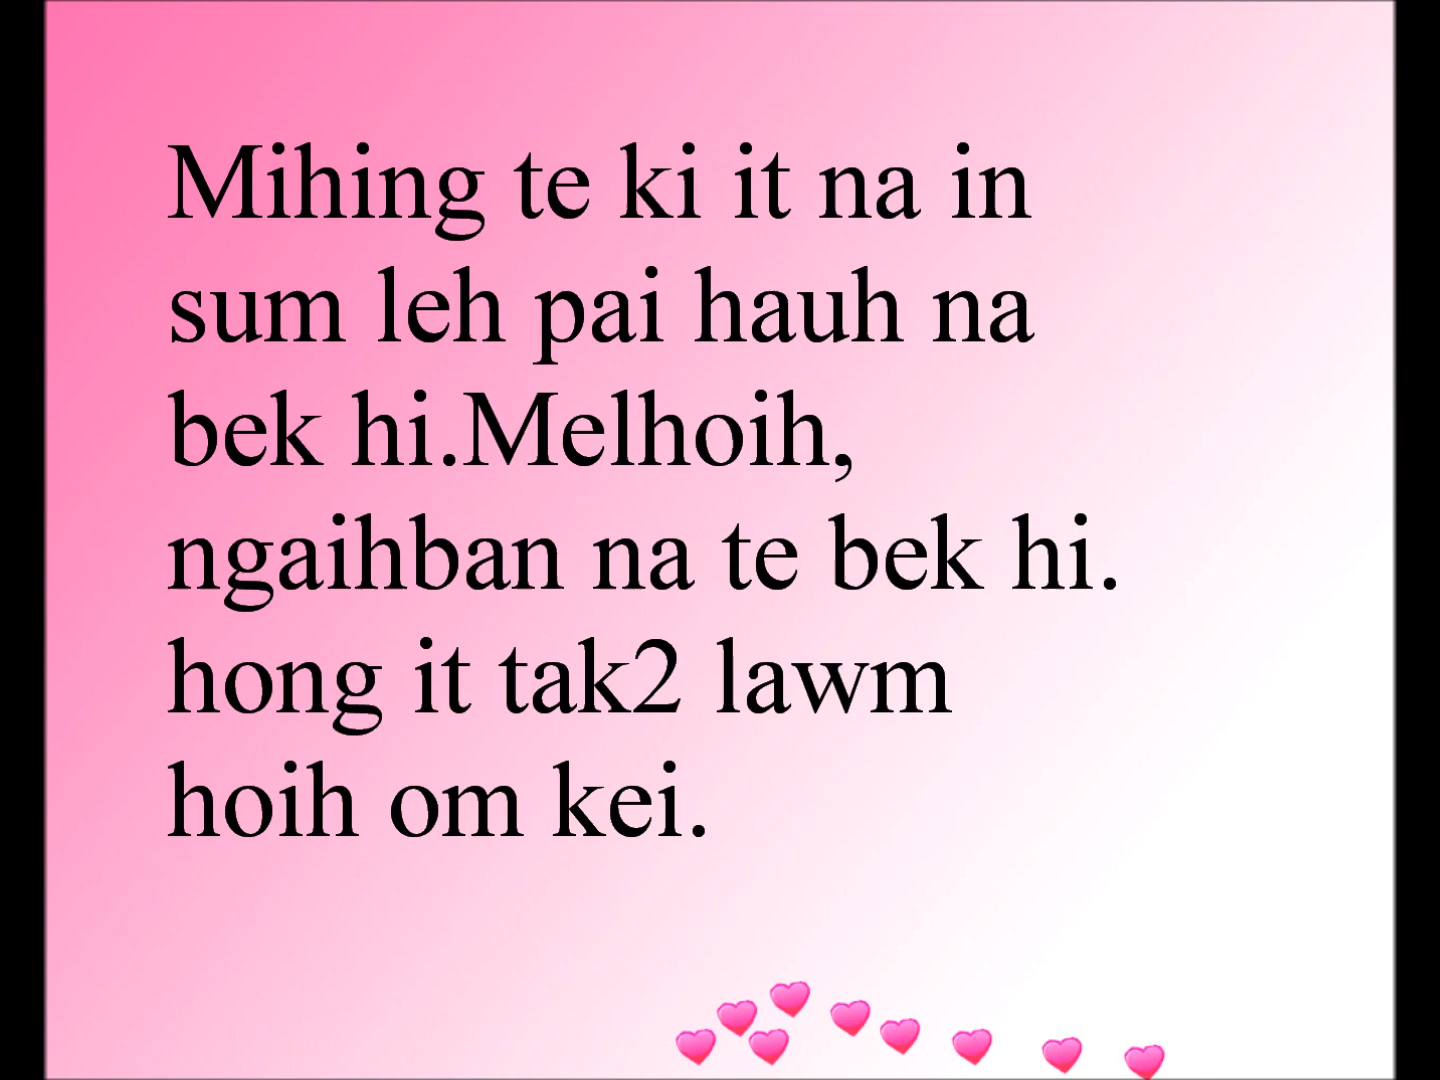 Mihing te ki it na in
sum leh pai hauh na
bek hi.Melhoih,
ngaihban na te bek hi.
hong it tak2 lawm
hoih om kei.